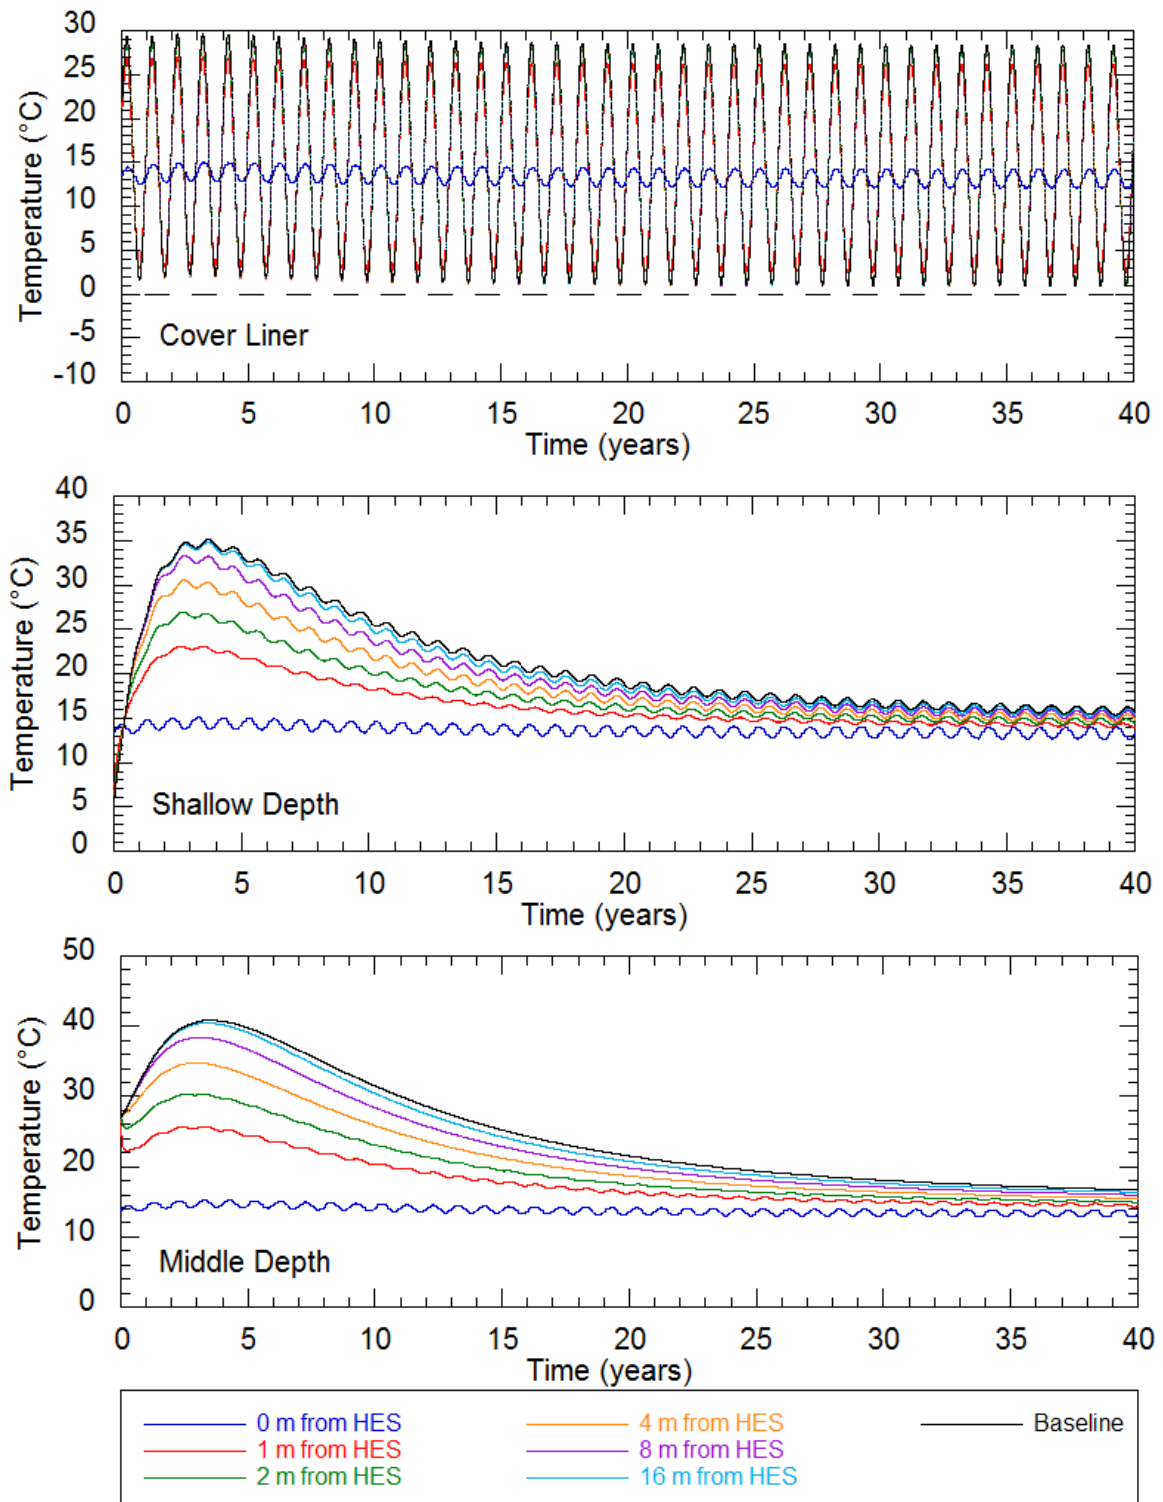 30
25
20
15
10
5
0
-5
-10
Temperature (°C)
Cover Liner
0 5 10 15 20 25 30 35 40
Time (years)
40
35
30
25
20
15
10
5
0
Temperature (°C)
Shallow Depth
0 5 10 15 20 25 30 35 40
Time (years)
50
40
30
20
10
0
Temperature (°C)
Middle Depth
0 5 10 15 20 25 30 35 40
Time (years)
0 m from HES 4 m from HES Baseline
1 m from HES 8 m from HES
2 m from HES 16 m from HES